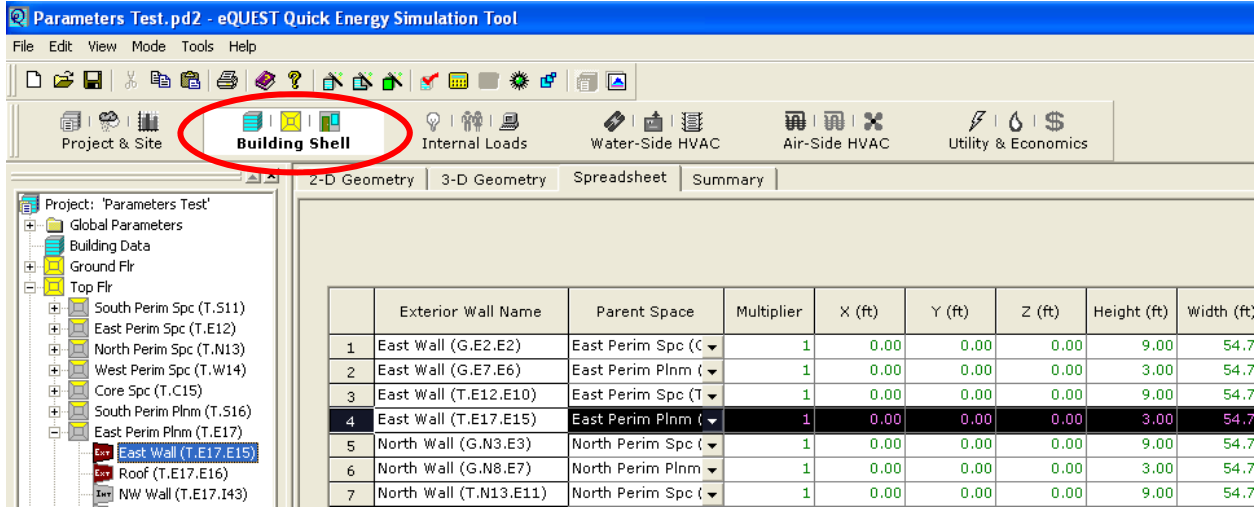 Parameters Test.pd2 - eQUEST Quick Energy Simulation Tool
File Edit View Mode Tools Help
Project & Site Building Shell Internal Loads Water-Side HVAC Air-Side HVAC Utility & Economics
2-D Geometry 3-D Geometry Spreadsheet Summary
Project: 'Parameters Test'
Global Parameters
Building Data
Ground Flr
Top Flr
South Perim Spc (T.S11)
East Perim Spc (T.E12)
North Perim Spc (T.N13)
West Perim Spc (T.W14)
Core Spc (T.C15)
South Perim Plnm (T.S16)
East Perim Plnm (T.E17)
EXT East Wall (T.E17.E15)
EXT Roof (T.E17.E16)
INT NW Wall (T.E17.I43)
Exterior Wall Name Parent Space Multiplier X (ft) Y (ft) Z (ft) Height (ft) Width (ft)
1 East Wall (G.E2.E2) East Perim Spc (G 1 0.00 0.00 0.00 9.00 54.7
2 East Wall (G.E7.E6) East Perim Plnm ( 1 0.00 0.00 0.00 3.00 54.7
3 East Wall (T.E12.E10) East Perim Spc (T 1 0.00 0.00 0.00 9.00 54.7
4 East Wall (T.E17.E15) East Perim Plnm ( 1 0.00 0.00 0.00 3.00 54.7
5 North Wall (G.N3.E3) North Perim Spc ( 1 0.00 0.00 0.00 9.00 54.7
6 North Wall (G.N8.E7) North Perim Plnm 1 0.00 0.00 0.00 3.00 54.7
7 North Wall (T.N13.E11) North Perim Spc ( 1 0.00 0.00 0.00 9.00 54.7